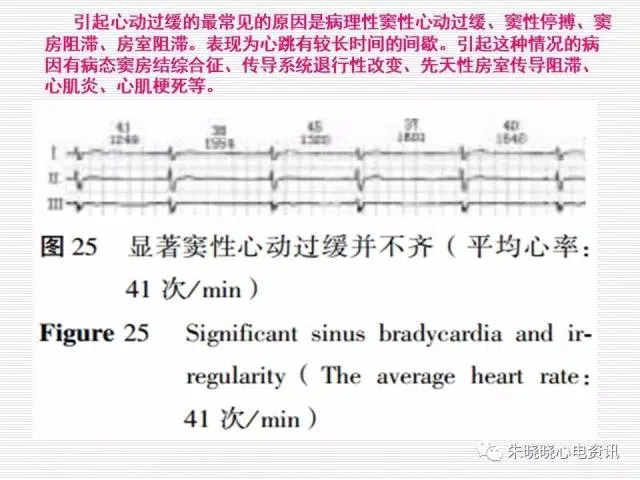 引起心动过缓的最常见的原因是病理性窦性心动过缓、窦性停搏、窦
房阻滞、房室阻滞。表现为心跳有较长时间的间歇。引起这种情况的病
因有病态窦房结综合征、传导系统退行性改变、先天性房室传导阻滞、
心肌炎、心肌梗死等。
41 45 37 40
I
II
III
图 25 显著窦性心动过缓并不齐（平均心率：
41 次/min）
Figure 25 Significant sinus bradycardia and ir-
regularity（The average heart rate：
41 次/min）
朱晓晓心电资讯